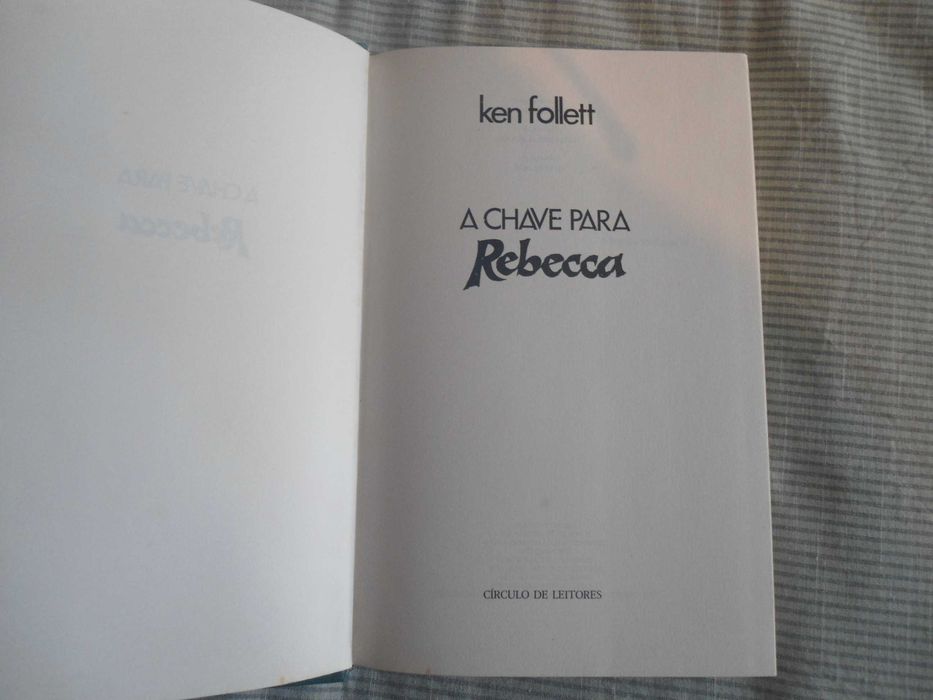 ken follett
A CHAVE PARA
Rebecca
CÍRCULO DE LEITORES